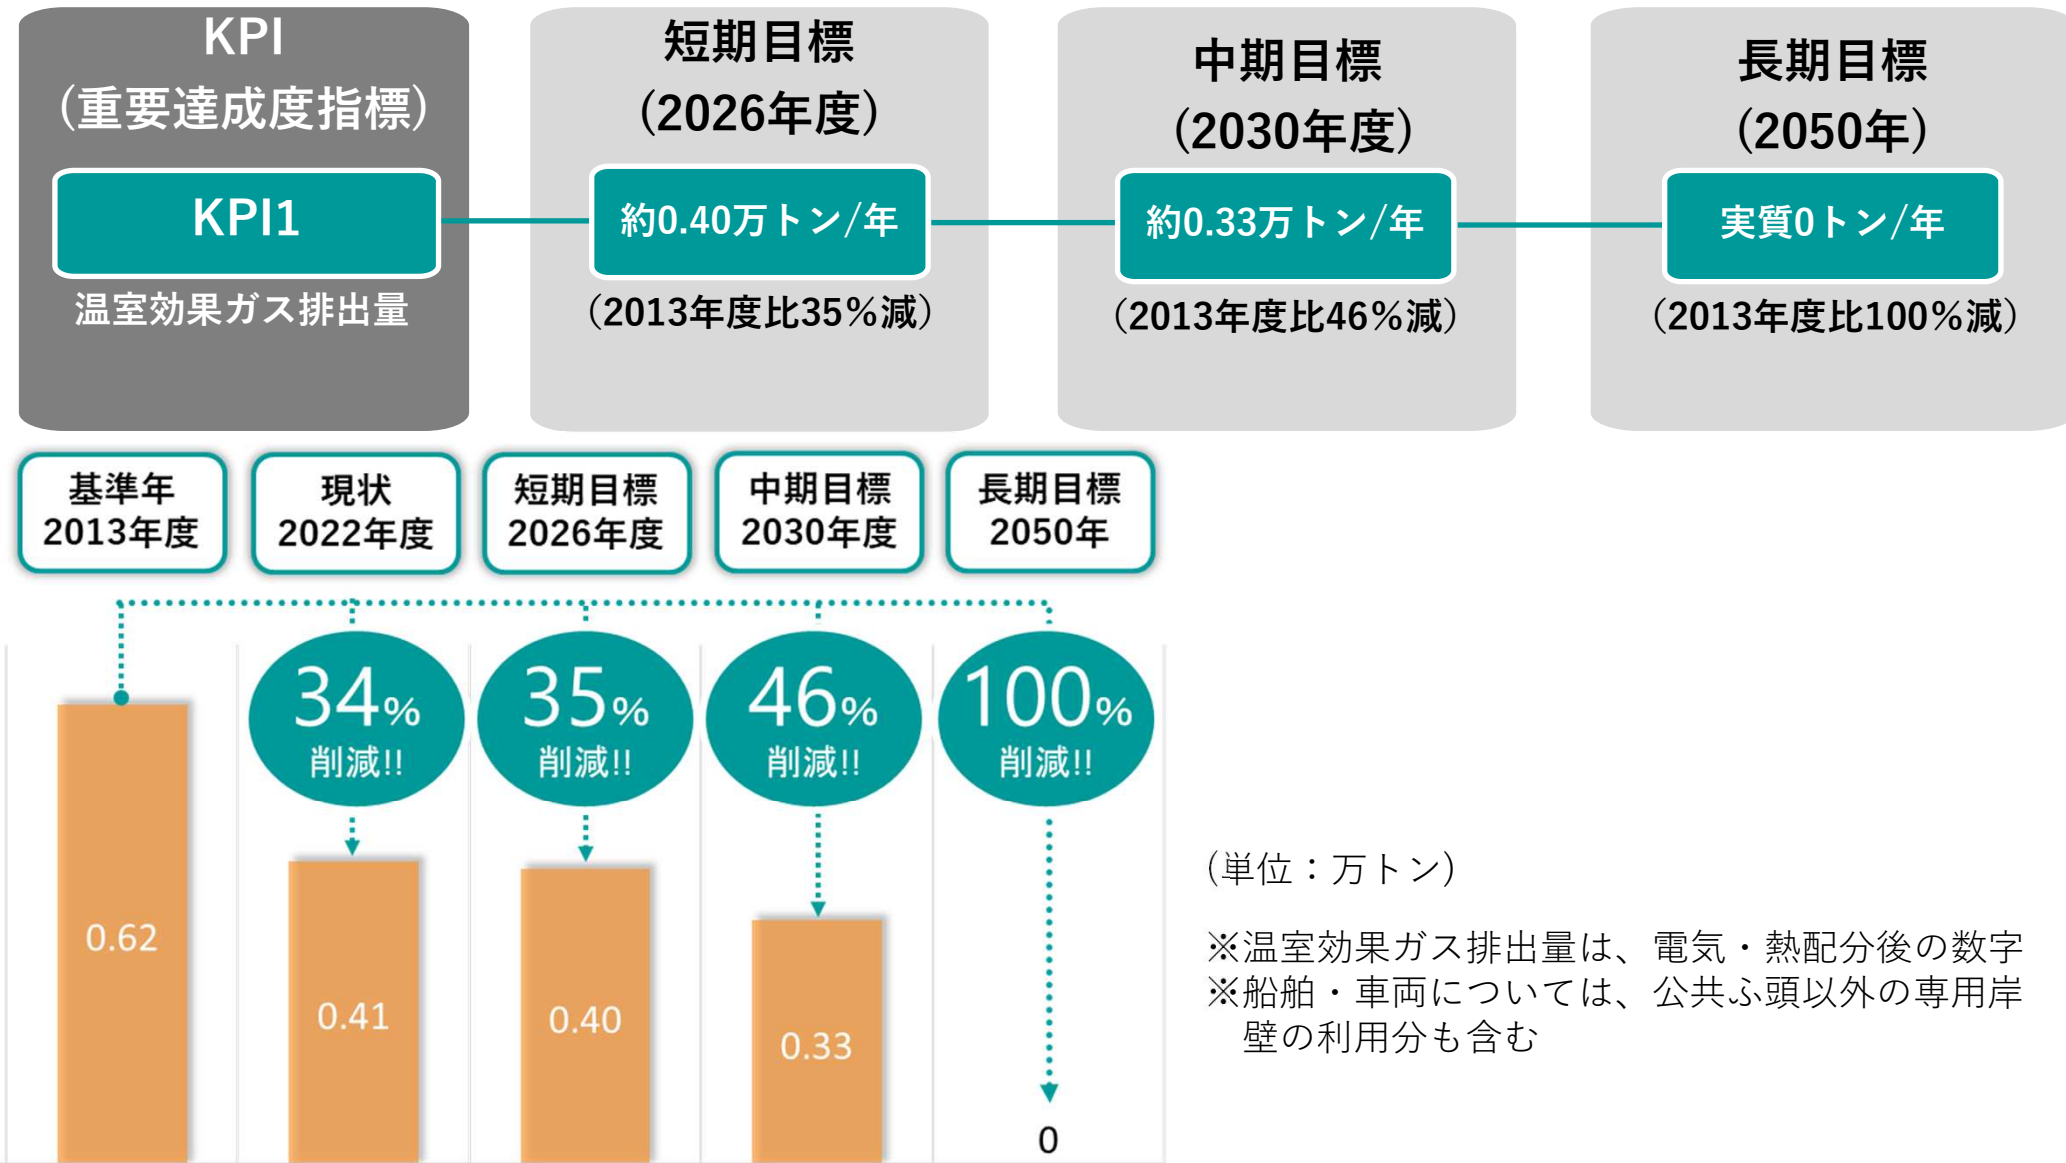 KPI
(重要達成度指標)
KPI1
温室効果ガス排出量
短期目標
(2026年度)
約0.40万トン/年
(2013年度比35%減)
中期目標
(2030年度)
約0.33万トン/年
(2013年度比46%減)
長期目標
(2050年)
実質0トン/年
(2013年度比100%減)
基準年
2013年度
現状
2022年度
短期目標
2026年度
中期目標
2030年度
長期目標
2050年
34%
削減!!
35%
削減!!
46%
削減!!
100%
削減!!
0.62
0.41
0.40
0.33
0
(単位：万トン)
※温室効果ガス排出量は、電気・熱配分後の数字
※船舶・車両については、公共ふ頭以外の専用岸
壁の利用分も含む